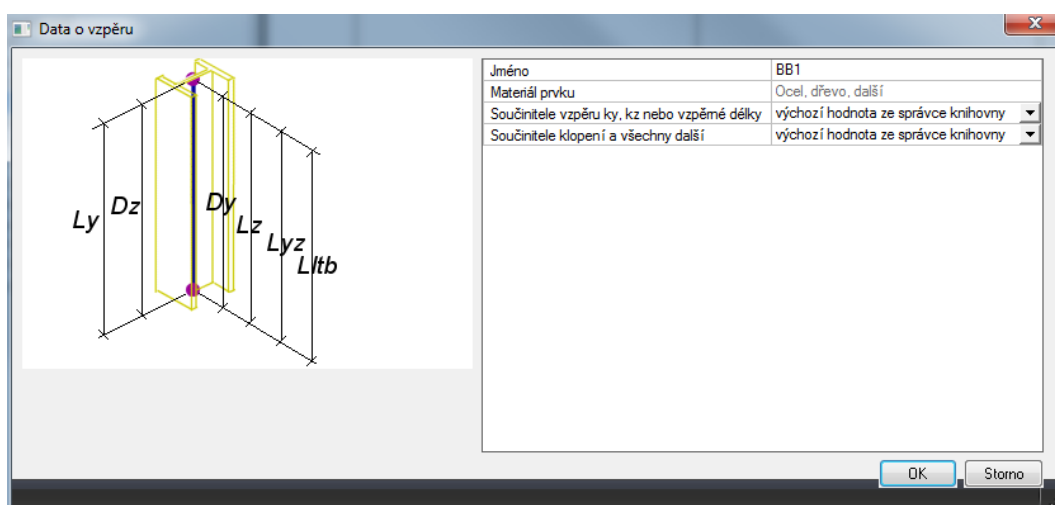 Data o vzpěru
Ly
Dz
Dy
Lz
Lyz
Lltb
Jméno BB1
Materiál prvku Ocel, dřevo, další
Součinitele vzpěru ky, kz nebo vzpěrné délky výchozí hodnota ze správce knihovny
Součinitele klopení a všechny další výchozí hodnota ze správce knihovny
OK Storno